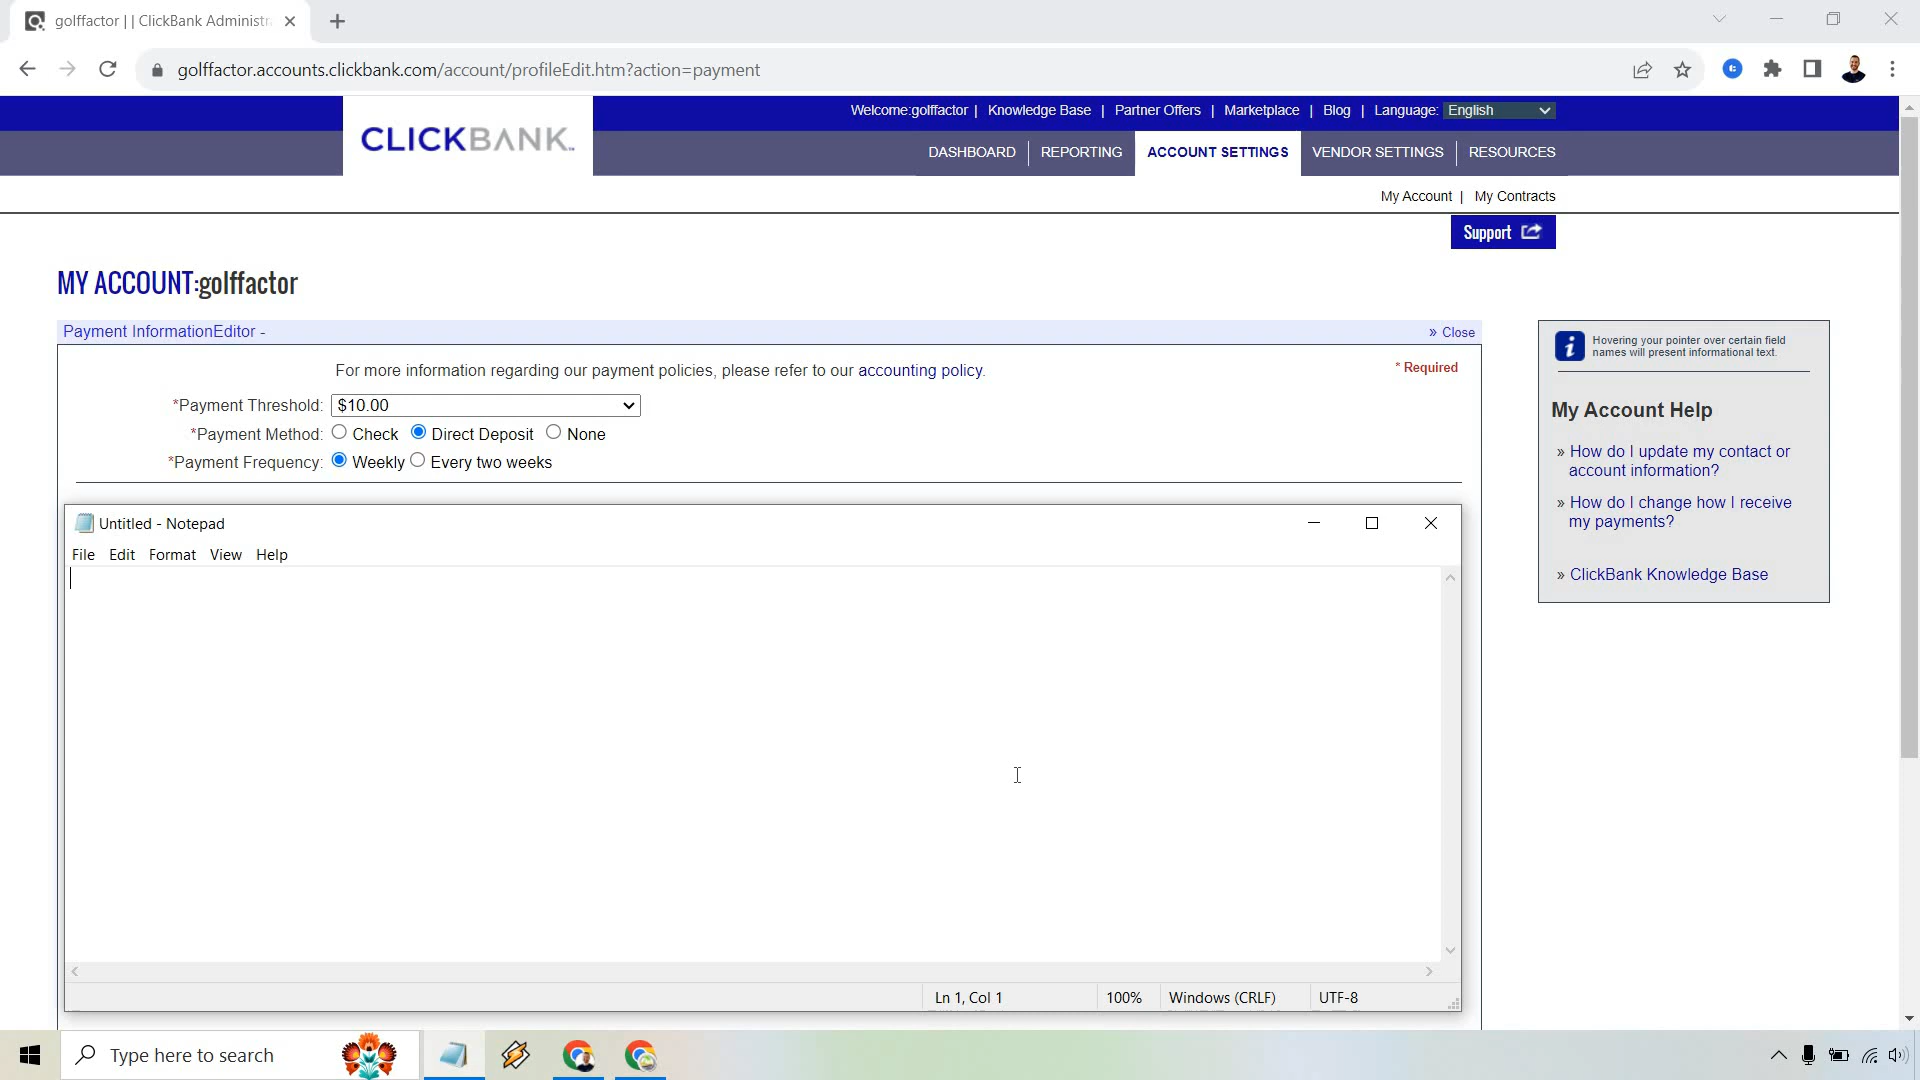 golffactor | | ClickBank Administra
golffactor.accounts.clickbank.com/account/profileEdit.htm?action=payment
Welcome:golffactor | Knowledge Base | Partner Offers | Marketplace | Blog | Language: English
CLICKBANK
DASHBOARD REPORTING ACCOUNT SETTINGS VENDOR SETTINGS RESOURCES
My Account | My Contracts
Support
MY ACCOUNT:golffactor
Payment InformationEditor -
» Close
For more information regarding our payment policies, please refer to our accounting policy.
* Required
*Payment Threshold: $10.00
*Payment Method: Check Direct Deposit None
*Payment Frequency: Weekly Every two weeks
Hovering your pointer over certain field
names will present informational text.
My Account Help
» How do I update my contact or
account information?
» How do I change how I receive
my payments?
» ClickBank Knowledge Base
Untitled - Notepad
File Edit Format View Help
Ln 1, Col 1 100% Windows (CRLF) UTF-8
Type here to search